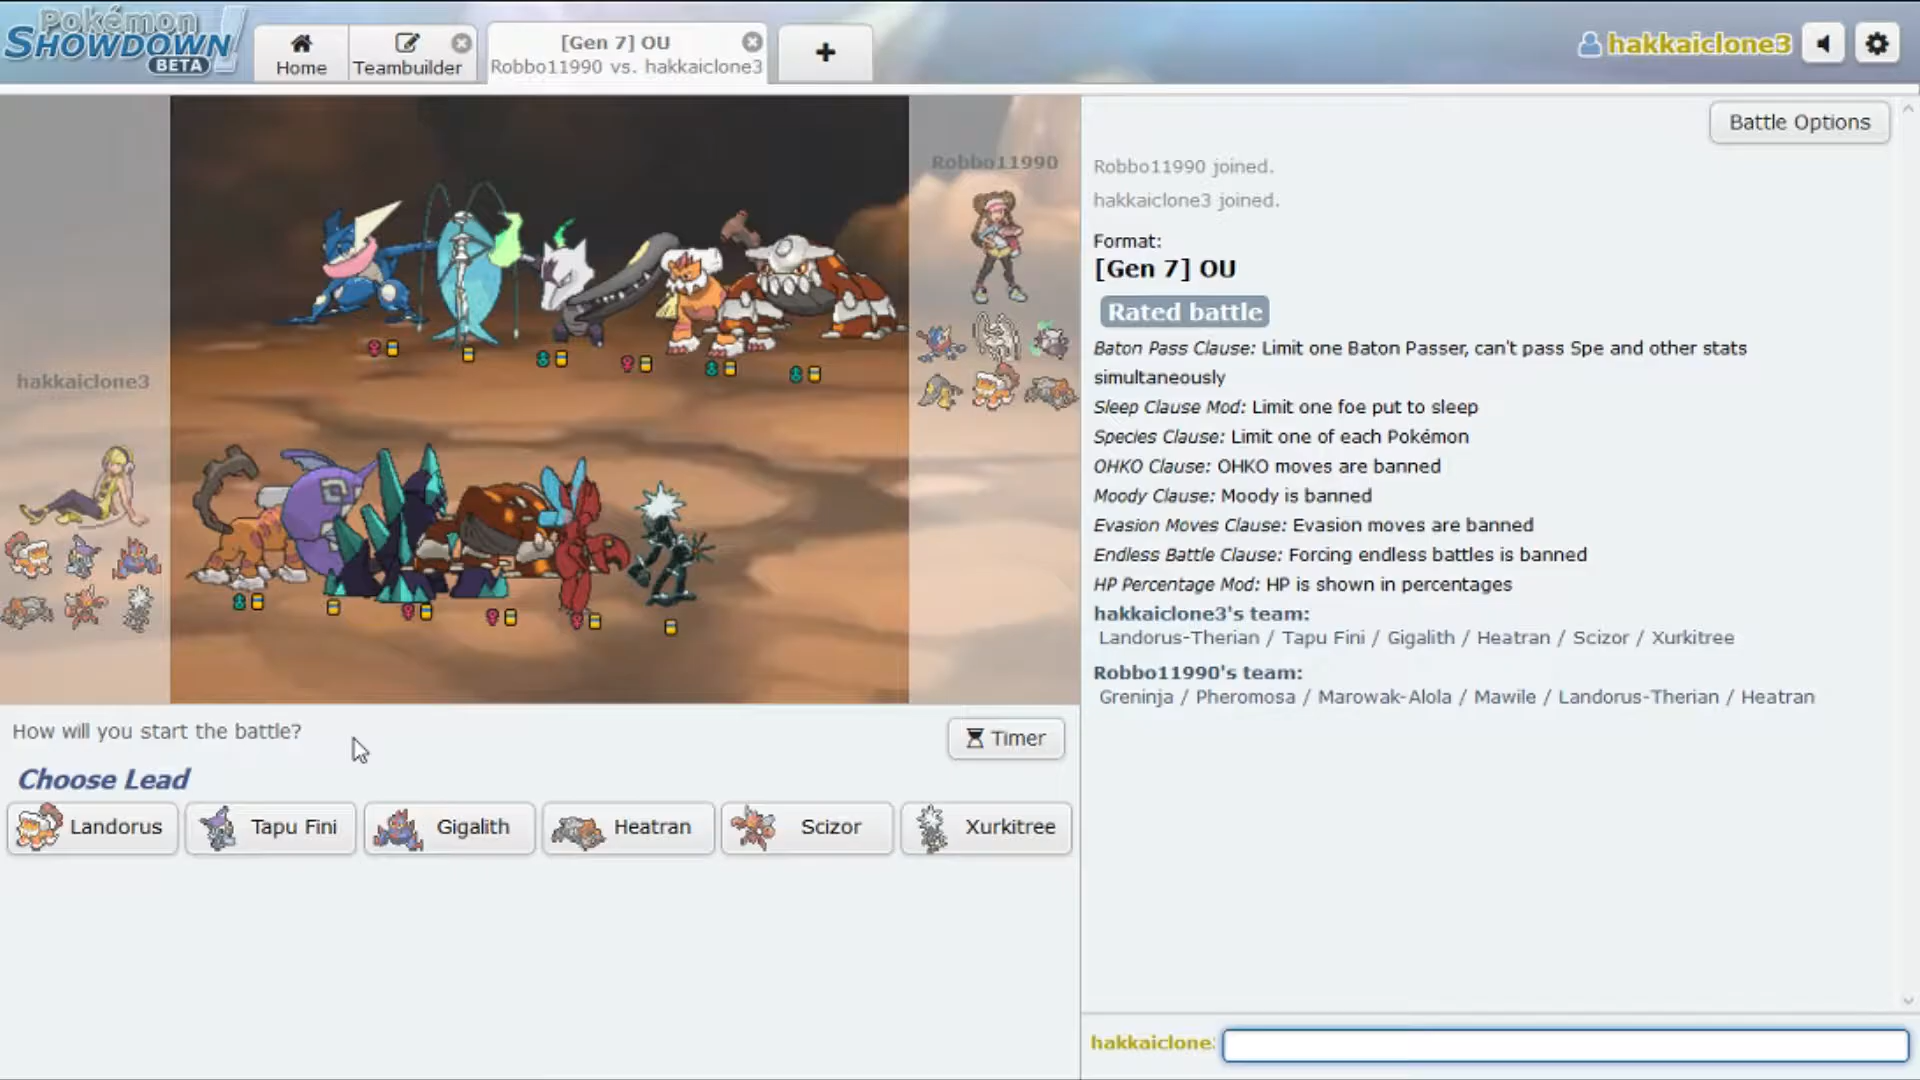 Pokémon
SHOWDOWN!
BETA
Home
Teambuilder
[Gen 7] OU
Robbo11990 vs. hakkaiclone3
+
hakkaiclone3
Robbo11990
hakkaiclone3
Battle Options
Robbo11990 joined.
hakkaiclone3 joined.
Format:
[Gen 7] OU
Rated battle
Baton Pass Clause: Limit one Baton Passer, can't pass Spe and other stats
simultaneously
Sleep Clause Mod: Limit one foe put to sleep
Species Clause: Limit one of each Pokémon
OHKO Clause: OHKO moves are banned
Moody Clause: Moody is banned
Evasion Moves Clause: Evasion moves are banned
Endless Battle Clause: Forcing endless battles is banned
HP Percentage Mod: HP is shown in percentages
hakkaiclone3's team:
Landorus-Therian / Tapu Fini / Gigalith / Heatran / Scizor / Xurkitree
Robbo11990's team:
Greninja / Pheromosa / Marowak-Alola / Mawile / Landorus-Therian / Heatran
How will you start the battle?
Timer
Choose Lead
Landorus
Tapu Fini
Gigalith
Heatran
Scizor
Xurkitree
hakkaiclone: